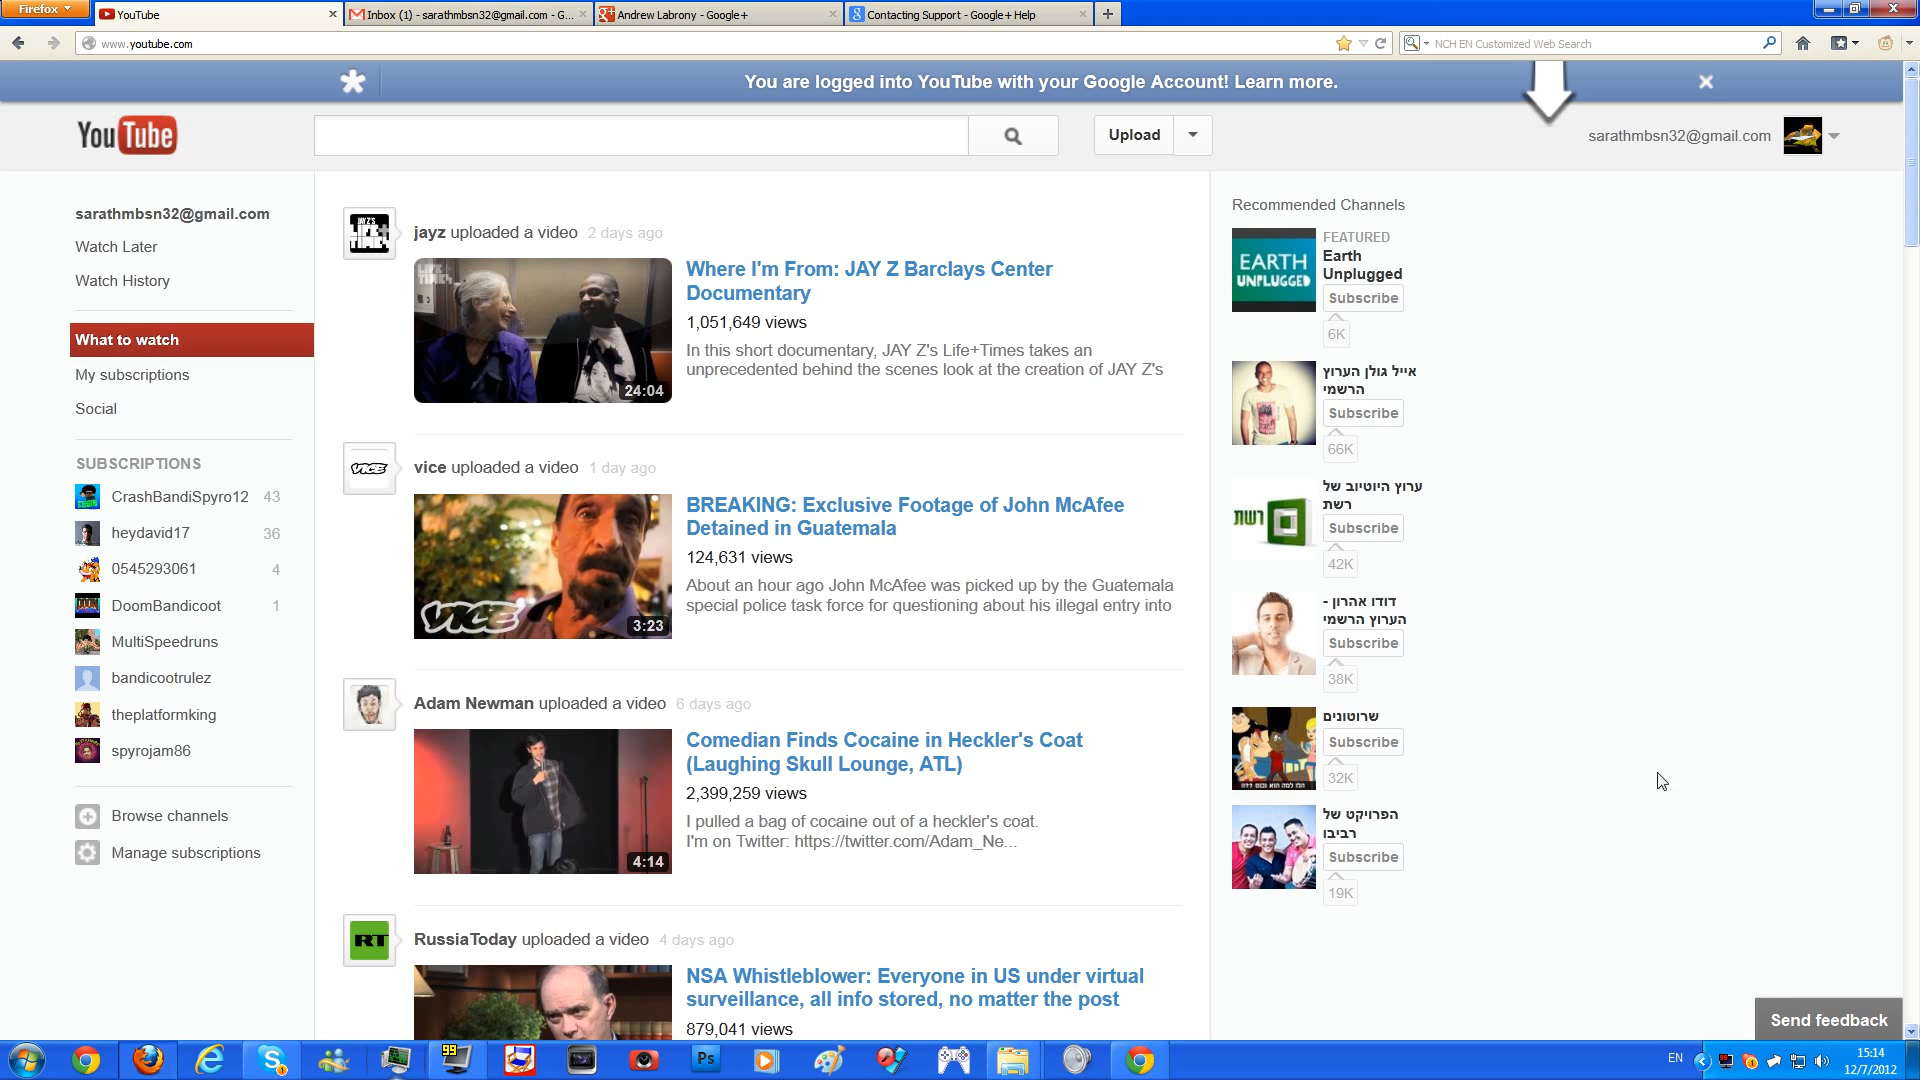 Firefox
YouTube
Inbox (1) - sarathmbsn32@gmail.com - G...
Andrew Labrony - Google+
Contacting Support - Google+ Help
www.youtube.com
NCH EN Customized Web Search
You are logged into YouTube with your Google Account! Learn more.
YouTube
Upload
sarathmbsn32@gmail.com
sarathmbsn32@gmail.com
Watch Later
Watch History
What to watch
My subscriptions
Social
SUBSCRIPTIONS
CrashBandiSpyro12 43
heydavid17 36
0545293061 4
DoomBandicoot 1
MultiSpeedruns
bandicootrulez
theplatformking
spyrojam86
Browse channels
Manage subscriptions
jayz uploaded a video 2 days ago
24:04
Where I'm From: JAY Z Barclays Center
Documentary
1,051,649 views
In this short documentary, JAY Z's Life+Times takes an
unprecedented behind the scenes look at the creation of JAY Z's
VICE
vice uploaded a video 1 day ago
VICE
3:23
BREAKING: Exclusive Footage of John McAfee
Detained in Guatemala
124,631 views
About an hour ago John McAfee was picked up by the Guatemala
special police task force for questioning about his illegal entry into
Adam Newman uploaded a video 6 days ago
4:14
Comedian Finds Cocaine in Heckler's Coat
(Laughing Skull Lounge, ATL)
2,399,259 views
I pulled a bag of cocaine out of a heckler's coat.
I'm on Twitter: https://twitter.com/Adam_Ne...
RT
RussiaToday uploaded a video 4 days ago
NSA Whistleblower: Everyone in US under virtual
surveillance, all info stored, no matter the post
879,041 views
Recommended Channels
EARTH
UNPLUGGED
FEATURED
Earth
Unplugged
Subscribe
6K
אייל גולן הערוץ
הרשמי
Subscribe
66K
רשת
ערוץ היוטיוב של
רשת
Subscribe
42K
דודו אהרון -
הערוץ הרשמי
Subscribe
38K
שרוטונים
Subscribe
32K
הפרויקט של
רביבו
Subscribe
19K
Send feedback
99
Ps
EN
15:14
12/7/2012